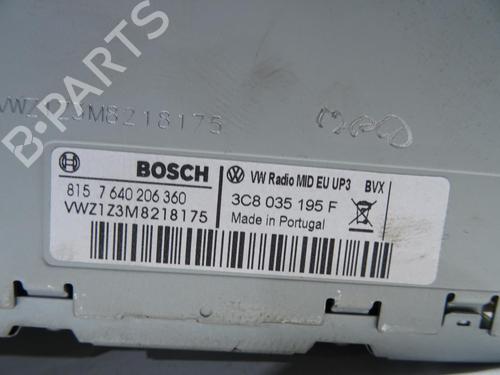 VWZ1Z3M8218175
BOSCH
815 7 640 206 360
VWZ1Z3M8218175
VW Radio MID EU UP3 BVX
3C8 035 195 F
Made in Portugal
B-PARTS